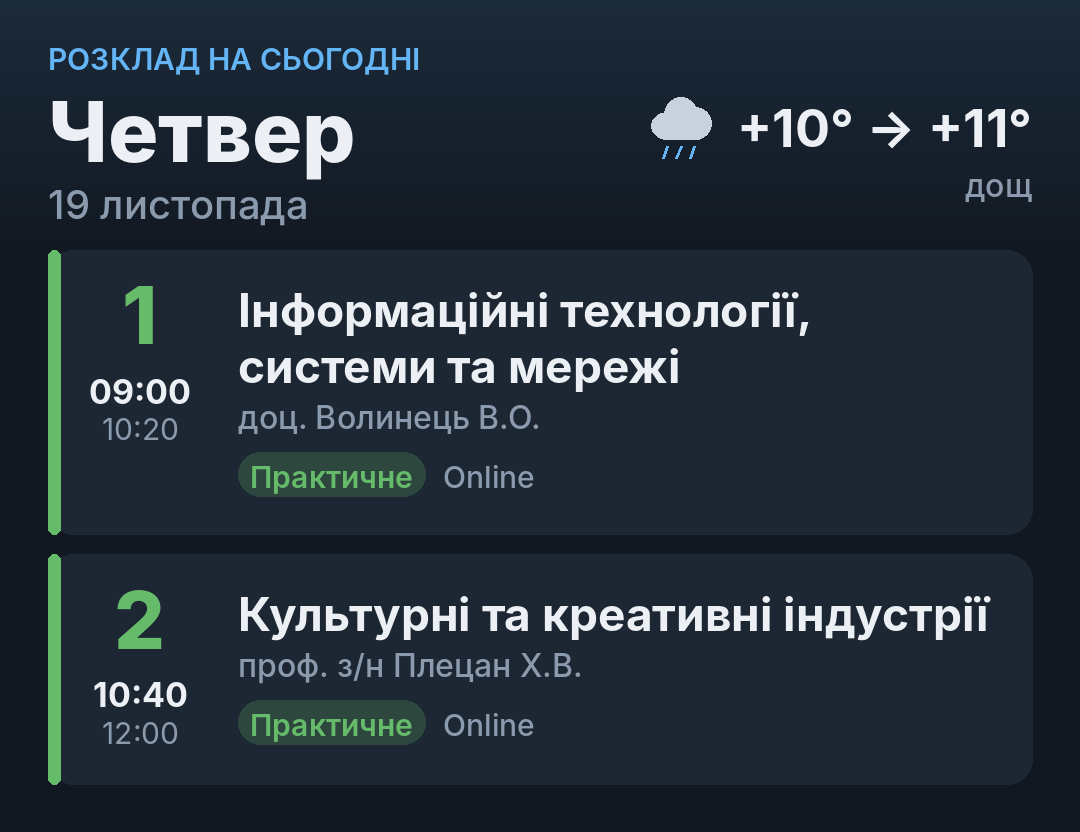 РОЗКЛАД НА СЬОГОДНІ
Четвер
19 листопада
+10° → +11°
дощ
1
09:00
10:20
Інформаційні технології,
системи та мережі
доц. Волинець В.О.
Практичне Online
2
10:40
12:00
Культурні та креативні індустрії
проф. з/н Плецан Х.В.
Практичне Online